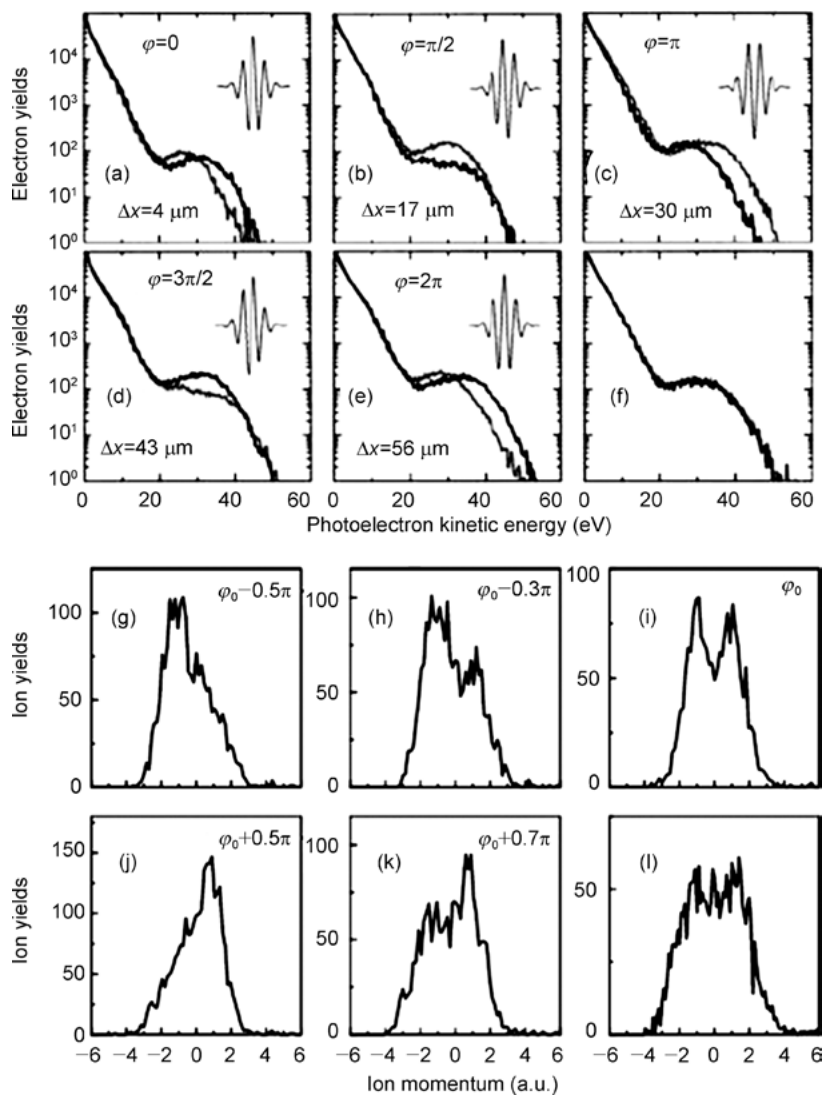 φ=0
φ=π/2
φ=π
Electron yields
10⁴
10³
10²
10¹
10⁰
(a)
(b)
(c)
Δx=4 μm
Δx=17 μm
Δx=30 μm
φ=3π/2
φ=2π
Electron yields
10⁴
10³
10²
10¹
10⁰
(d)
(e)
(f)
Δx=43 μm
Δx=56 μm
0 20 40 60 0 20 40 60 0 20 40 60
Photoelectron kinetic energy (eV)
(g) φ₀−0.5π
(h) φ₀−0.3π
(i) φ₀
Ion yields
100
50
0
100
50
0
100
50
0
(j) φ₀+0.5π
(k) φ₀+0.7π
(l)
Ion yields
150
100
50
0
100
50
0
50
0
−6 −4 −2 0 2 4 6 −6 −4 −2 0 2 4 6 −6 −4 −2 0 2 4 6
Ion momentum (a.u.)